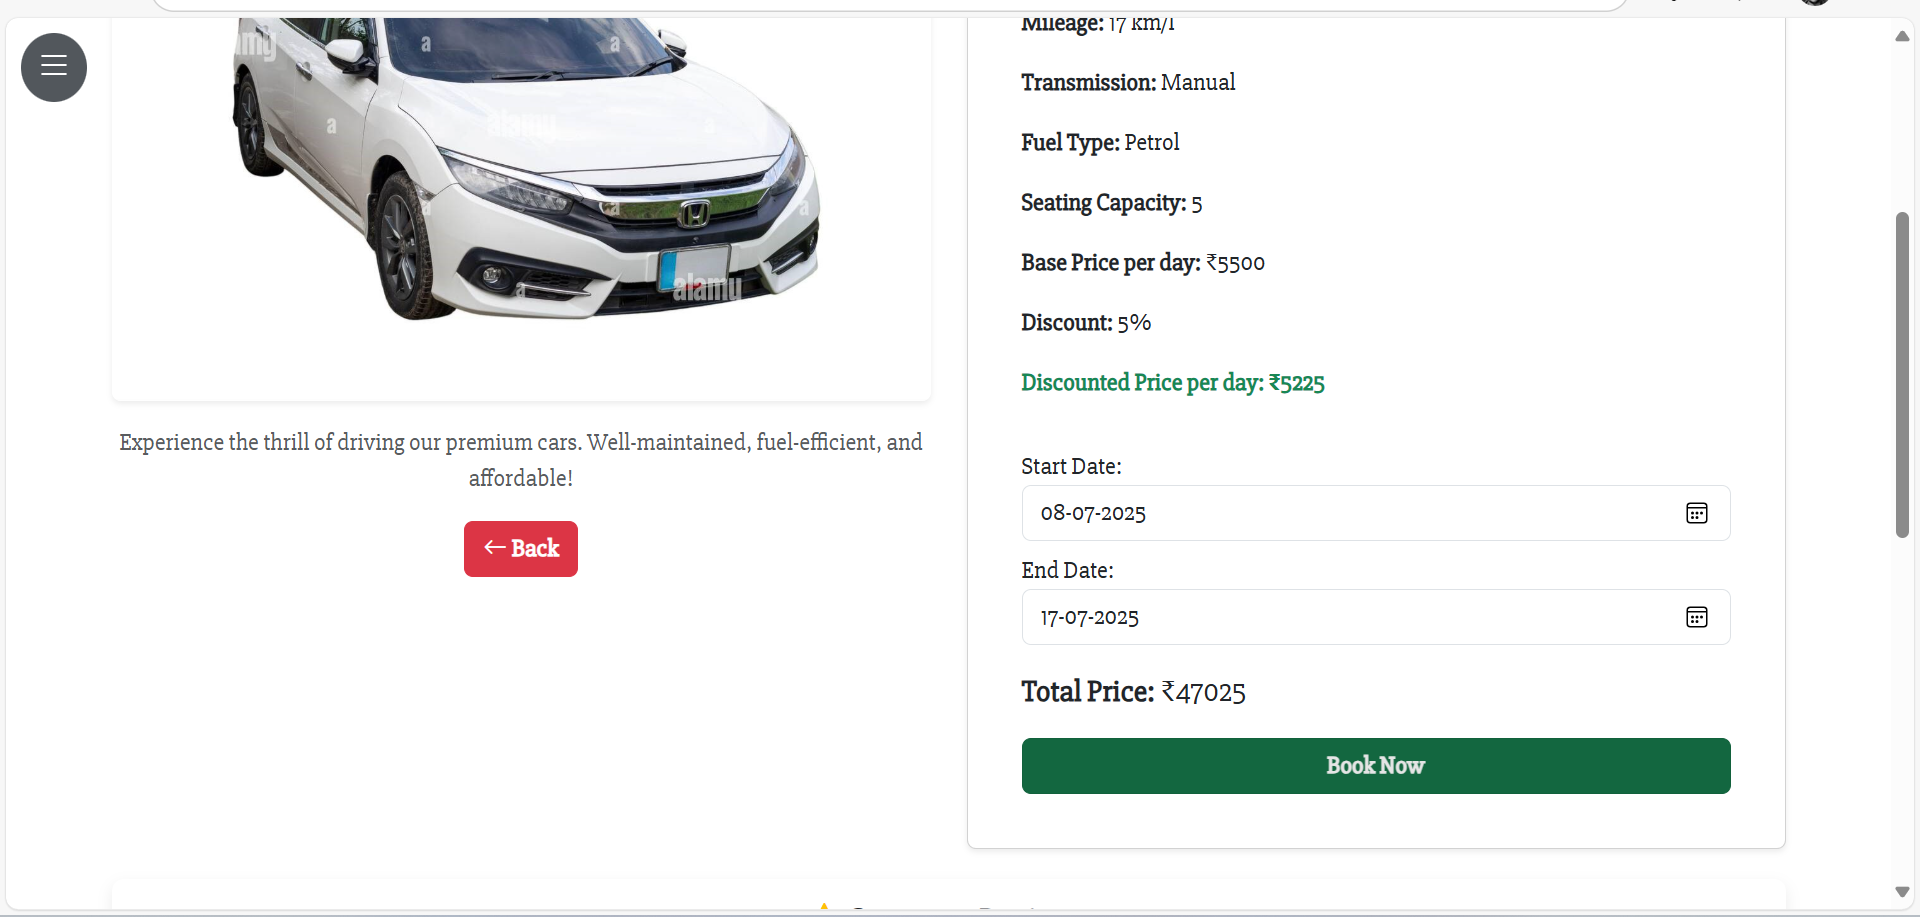 alamy
a
a
a
alamy
a
a
a
a
a
alamy
Experience the thrill of driving our premium cars. Well-maintained, fuel-efficient, and
affordable!
← Back
Mileage: 17 km/l
Transmission: Manual
Fuel Type: Petrol
Seating Capacity: 5
Base Price per day: ₹5500
Discount: 5%
Discounted Price per day: ₹5225
Start Date:
08-07-2025
End Date:
17-07-2025
Total Price: ₹47025
Book Now